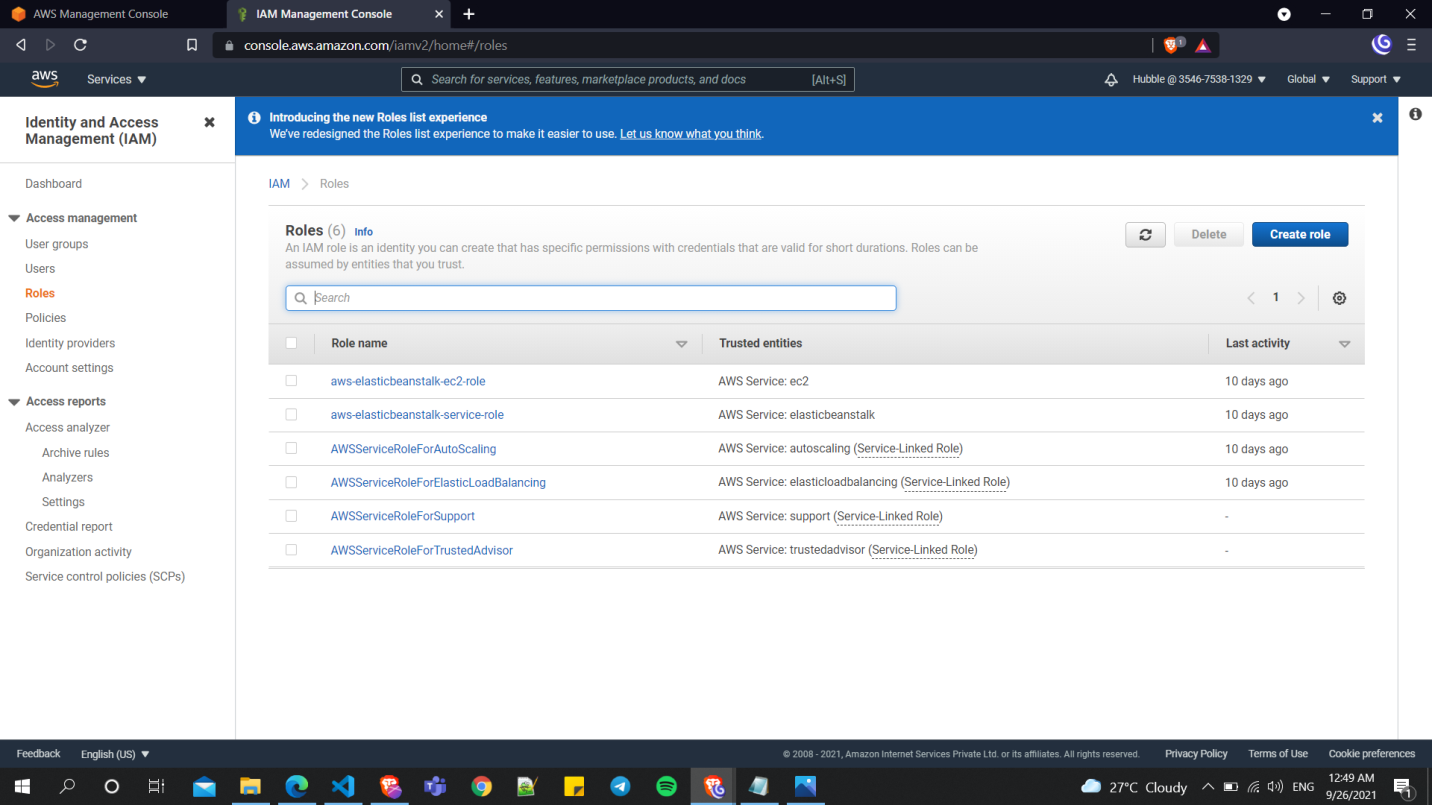 AWS Management Console
IAM Management Console
console.aws.amazon.com/iamv2/home#/roles
1
aws
Services
Search for services, features, marketplace products, and docs
[Alt+S]
Hubble @ 3546-7538-1329
Global
Support
Identity and Access
Management (IAM)
Dashboard
Access management
User groups
Users
Roles
Policies
Identity providers
Account settings
Access reports
Access analyzer
Archive rules
Analyzers
Settings
Credential report
Organization activity
Service control policies (SCPs)
Introducing the new Roles list experience
We've redesigned the Roles list experience to make it easier to use. Let us know what you think.
IAM
Roles
Roles (6) Info
An IAM role is an identity you can create that has specific permissions with credentials that are valid for short durations. Roles can be
assumed by entities that you trust.
Delete
Create role
Search
1
Role name
Trusted entities
Last activity
aws-elasticbeanstalk-ec2-role
AWS Service: ec2
10 days ago
aws-elasticbeanstalk-service-role
AWS Service: elasticbeanstalk
10 days ago
AWSServiceRoleForAutoScaling
AWS Service: autoscaling (Service-Linked Role)
10 days ago
AWSServiceRoleForElasticLoadBalancing
AWS Service: elasticloadbalancing (Service-Linked Role)
10 days ago
AWSServiceRoleForSupport
AWS Service: support (Service-Linked Role)
-
AWSServiceRoleForTrustedAdvisor
AWS Service: trustedadvisor (Service-Linked Role)
-
Feedback
English (US)
© 2008 - 2021, Amazon Internet Services Private Ltd. or its affiliates. All rights reserved.
Privacy Policy
Terms of Use
Cookie preferences
27°C Cloudy
ENG
12:49 AM
9/26/2021
1